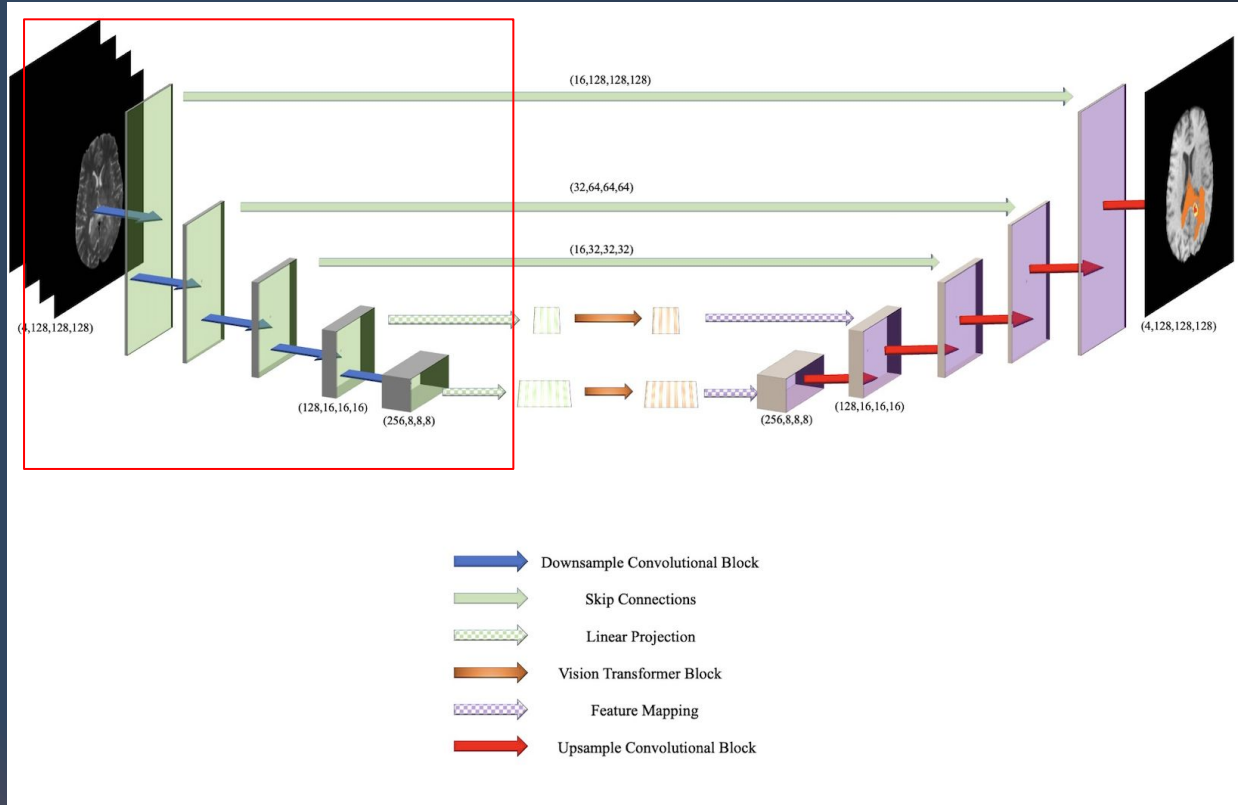 (16,128,128,128)
(32,64,64,64)
(16,32,32,32)
(4,128,128,128)
(4,128,128,128)
(128,16,16,16)
(256,8,8,8)
(256,8,8,8)
(128,16,16,16)
Downsample Convolutional Block
Skip Connections
Linear Projection
Vision Transformer Block
Feature Mapping
Upsample Convolutional Block